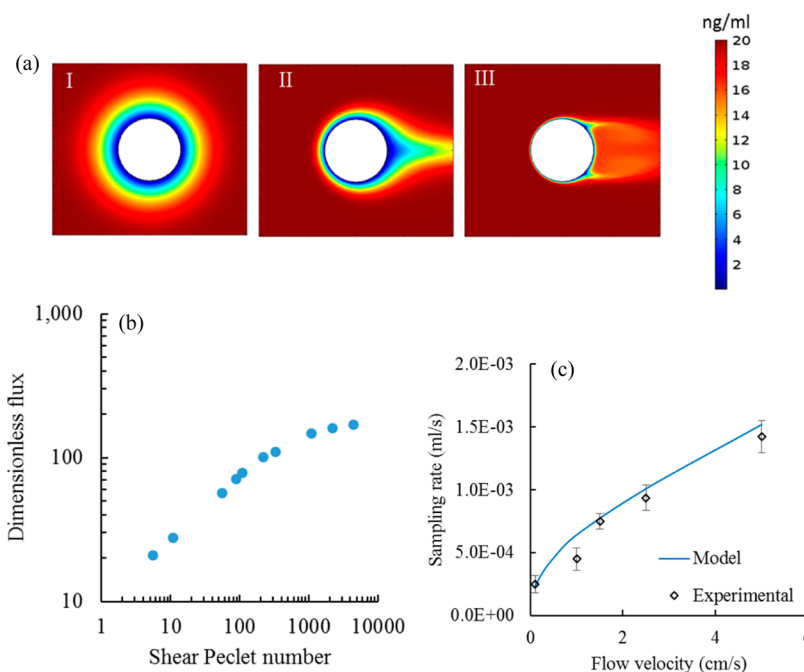 ng/ml
(a)
I
II
III
20
18
16
14
12
10
8
6
4
2
(b)
1,000
100
10
1
10
100
1000
10000
Dimensionless flux
Shear Peclet number
(c)
2.0E-03
1.5E-03
1.0E-03
5.0E-04
0.0E+00
0
2
4
6
Sampling rate (ml/s)
Flow velocity (cm/s)
Model
Experimental